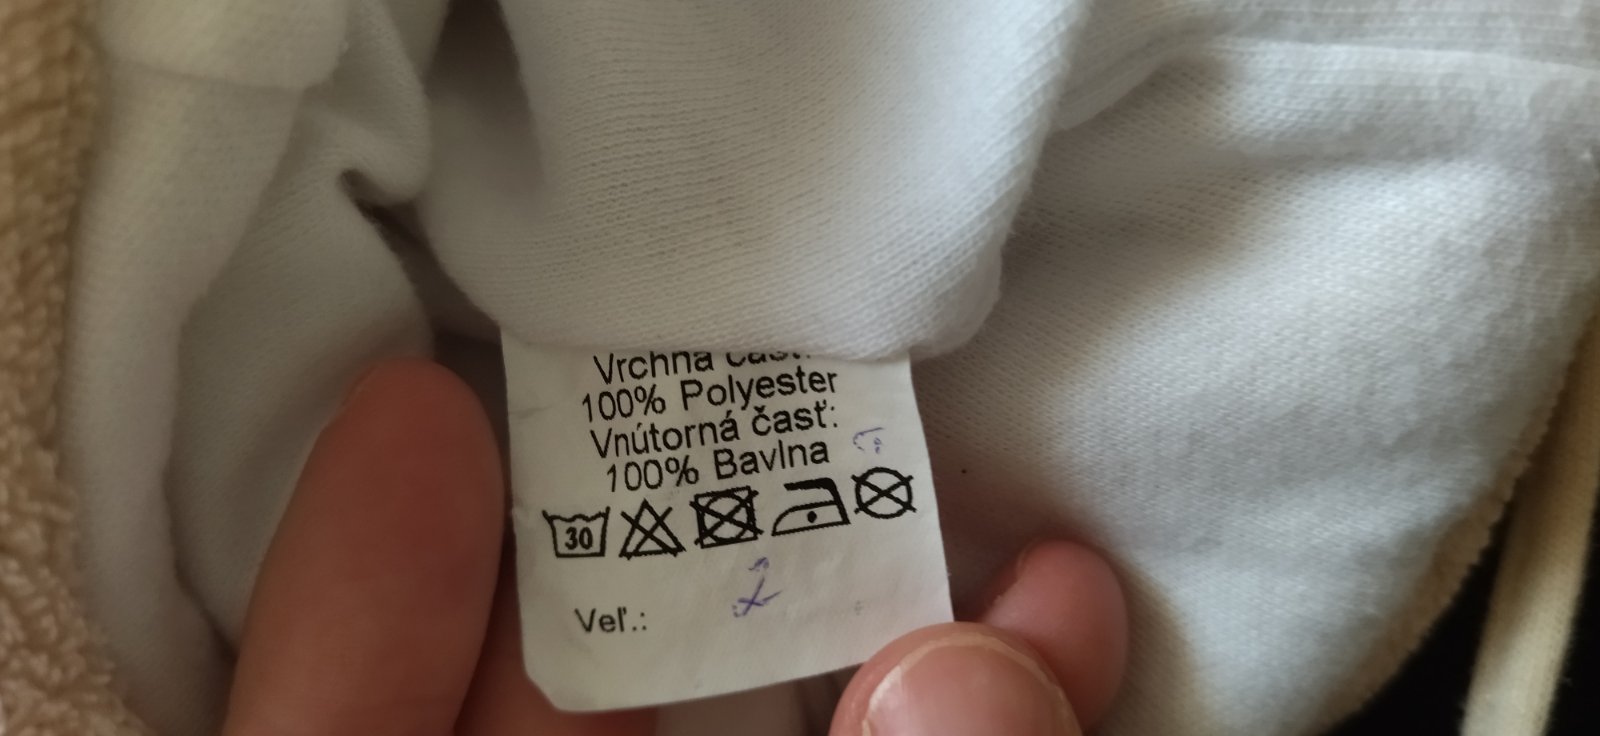 Vrchná časť:
100% Polyester
Vnútorná časť:
100% Bavlna
30
Veľ.: